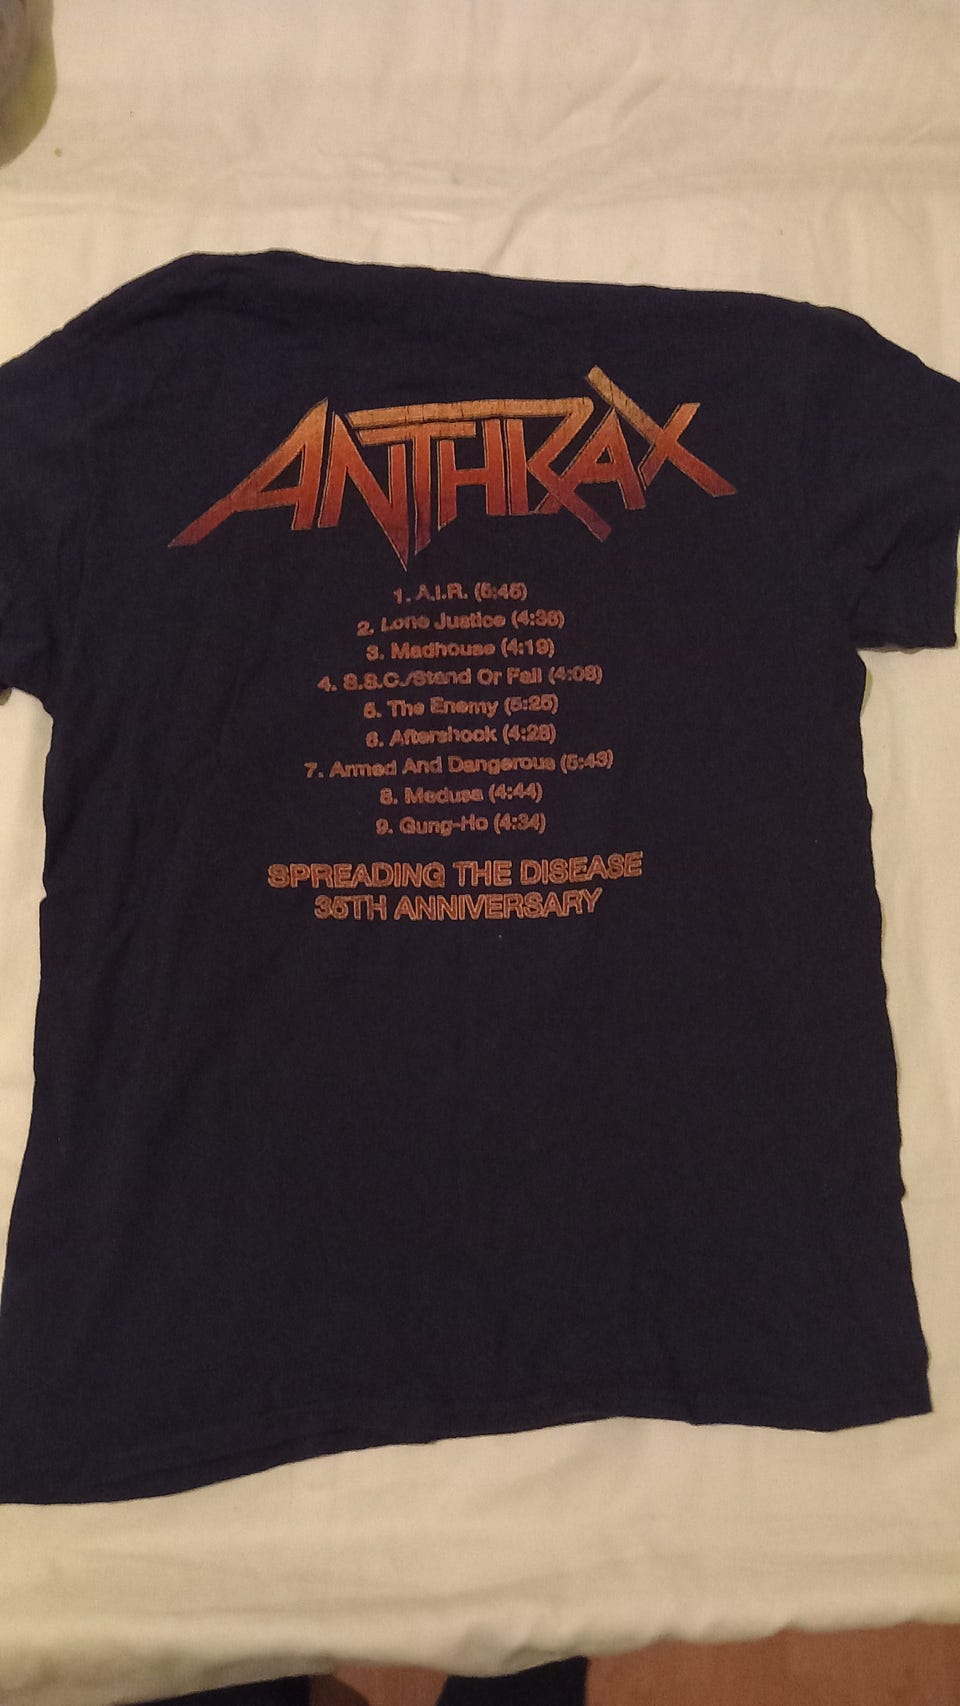 ANTHRAX
1. A.I.R. (5:45)
2. Lone Justice (4:36)
3. Madhouse (4:19)
4. S.S.C./Stand Or Fall (4:08)
5. The Enemy (5:25)
6. Aftershock (4:28)
7. Armed And Dangerous (5:43)
8. Medusa (4:44)
9. Gung-Ho (4:34)
SPREADING THE DISEASE
35TH ANNIVERSARY